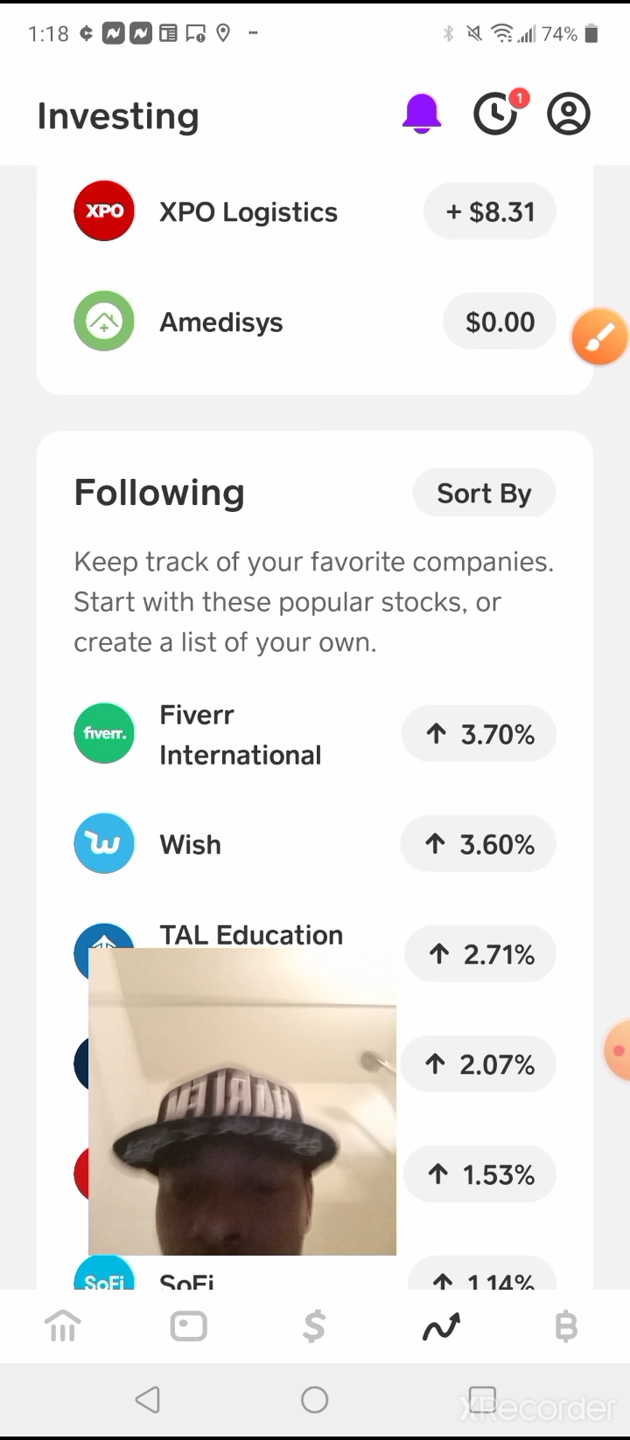 1:18
74%
Investing
1
XPO
XPO Logistics
+ $8.31
Amedisys
$0.00
Following
Sort By
Keep track of your favorite companies.
Start with these popular stocks, or
create a list of your own.
fiverr.
Fiverr
International
↑ 3.70%
Wish
↑ 3.60%
TAL Education
↑ 2.71%
↑ 2.07%
HARLEM
↑ 1.53%
SoFi
SoFi
↑ 1.14%
XRecorder